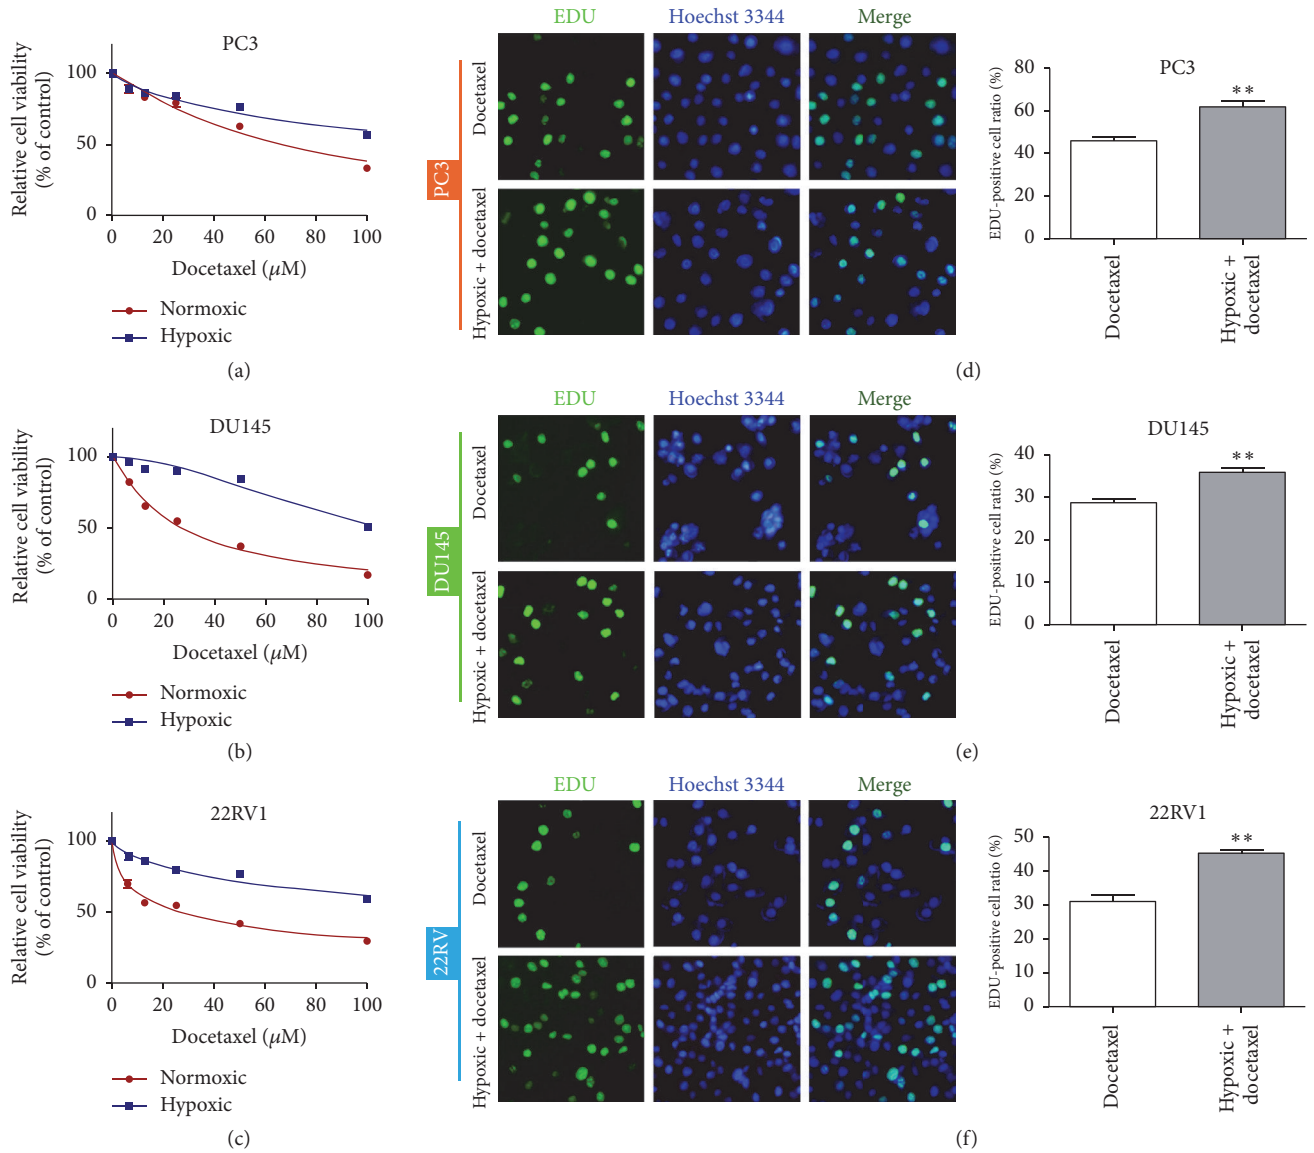 PC3
Relative cell viability
(% of control)
100
50
0
0 20 40 60 80 100
Docetaxel (μM)
Normoxic
Hypoxic
(a)
EDU Hoechst 3344 Merge
PC3
Docetaxel
Hypoxic + docetaxel
PC3
EDU-positive cell ratio (%)
80
60
40
20
0
**
Docetaxel
Hypoxic +
docetaxel
(d)
DU145
Relative cell viability
(% of control)
100
50
0
0 20 40 60 80 100
Docetaxel (μM)
Normoxic
Hypoxic
(b)
EDU Hoechst 3344 Merge
DU145
Docetaxel
Hypoxic + docetaxel
DU145
EDU-positive cell ratio (%)
40
30
20
10
0
**
Docetaxel
Hypoxic +
docetaxel
(e)
22RV1
Relative cell viability
(% of control)
100
50
0
0 20 40 60 80 100
Docetaxel (μM)
Normoxic
Hypoxic
(c)
EDU Hoechst 3344 Merge
22RV
Docetaxel
Hypoxic + docetaxel
22RV1
EDU-positive cell ratio (%)
50
40
30
20
10
0
**
Docetaxel
Hypoxic +
docetaxel
(f)